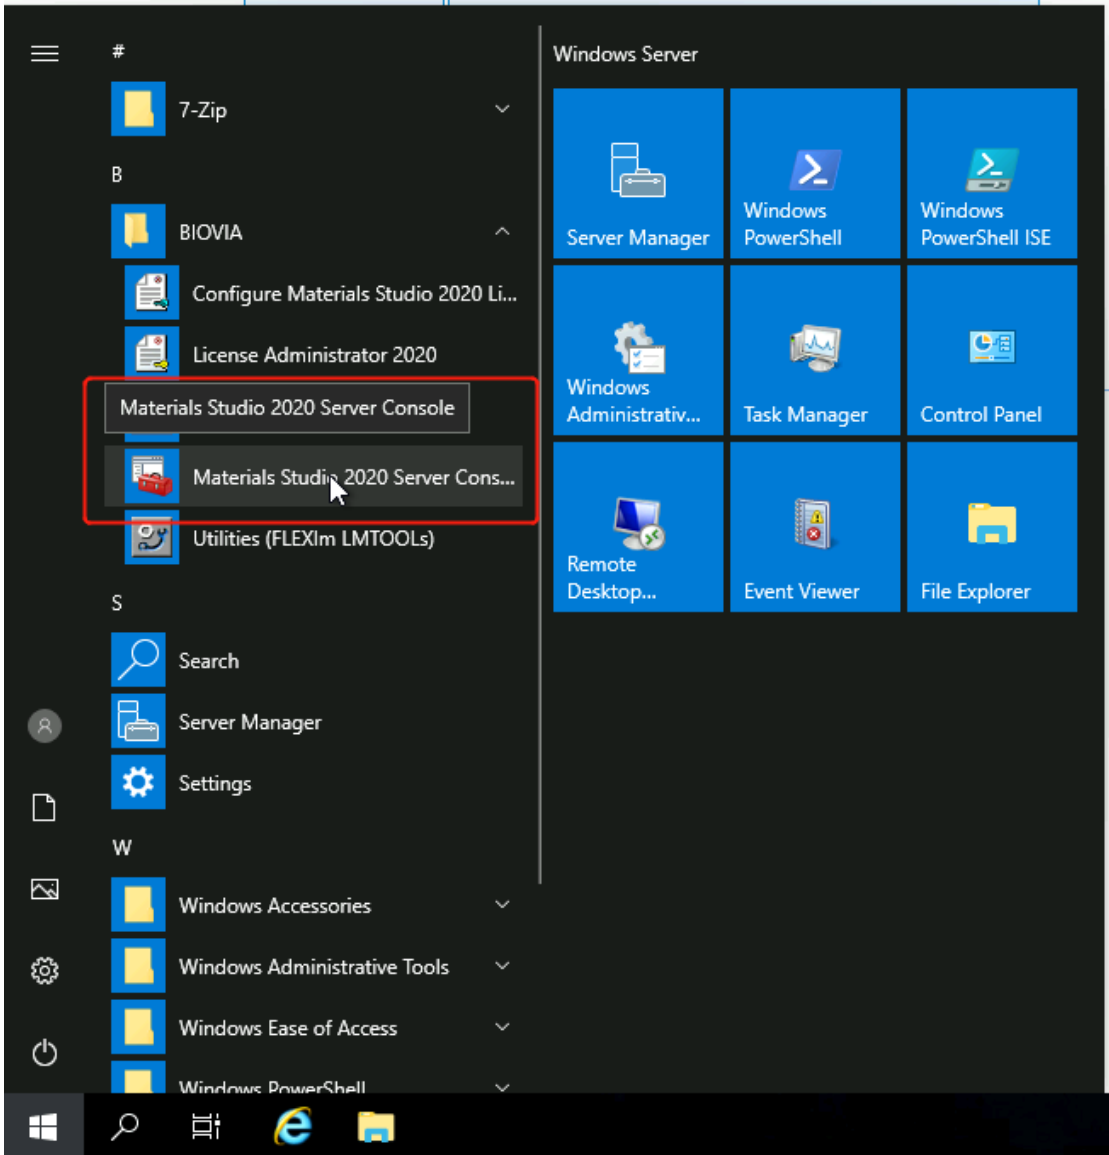 #
7-Zip
B
BIOVIA
Configure Materials Studio 2020 Li...
License Administrator 2020
Materials Studio 2020 Server Console
Materials Studio 2020 Server Cons...
Utilities (FLEXlm LMTOOLs)
S
Search
Server Manager
Settings
W
Windows Accessories
Windows Administrative Tools
Windows Ease of Access
Windows PowerShell
Windows Server
Server Manager
Windows
PowerShell
Windows
PowerShell ISE
Windows
Administrativ...
Task Manager
Control Panel
Remote
Desktop...
Event Viewer
File Explorer